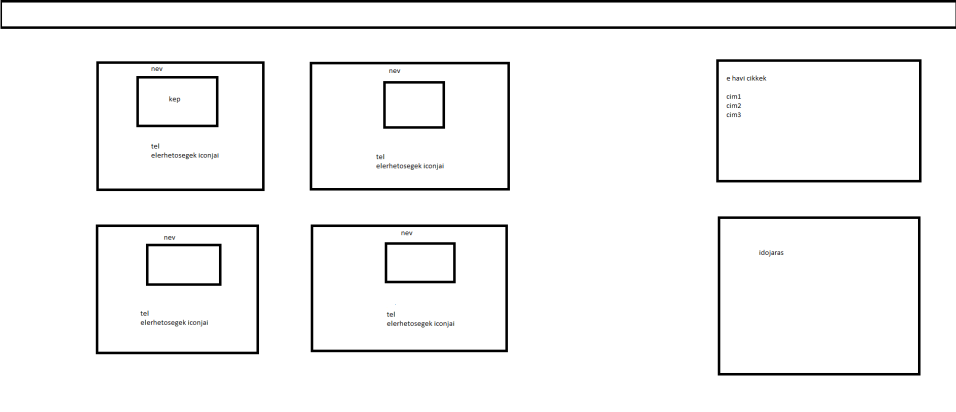 nev
kep
tel
elerhetosegek iconjai
nev
tel
elerhetosegek iconjai
e havi cikkek
cim1
cim2
cim3
nev
tel
elerhetosegek iconjai
nev
tel
elerhetosegek iconjai
idojaras